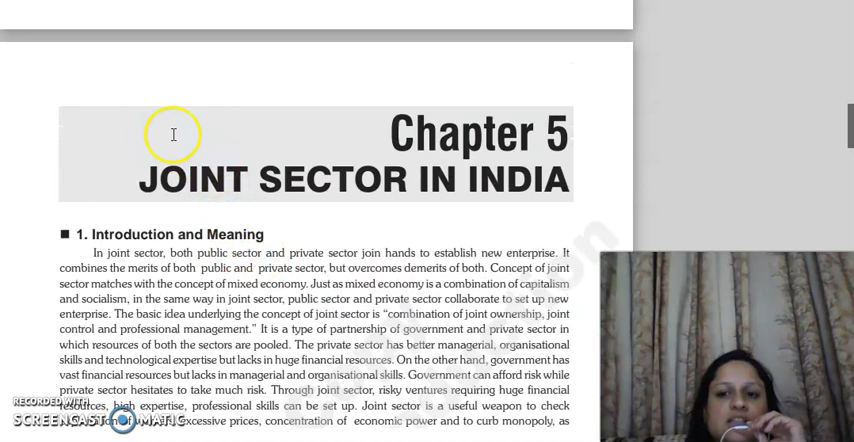 Chapter 5
JOINT SECTOR IN INDIA
1. Introduction and Meaning
In joint sector, both public sector and private sector join hands to establish new enterprise. It
combines the merits of both public and private sector, but overcomes demerits of both. Concept of joint
sector matches with the concept of mixed economy. Just as mixed economy is a combination of capitalism
and socialism, in the same way in joint sector, public sector and private sector collaborate to set up new
enterprise. The basic idea underlying the concept of joint sector is “combination of joint ownership, joint
control and professional management.” It is a type of partnership of government and private sector in
which resources of both the sectors are pooled. The private sector has better managerial, organisational
skills and technological expertise but lacks in huge financial resources. On the other hand, government has
vast financial resources but lacks in managerial and organisational skills. Government can afford risk while
private sector hesitates to take much risk. Through joint sector, risky ventures requiring huge financial
resources, high expertise, professional skills can be set up. Joint sector is a useful weapon to check
excessive prices, concentration of economic power and to curb monopoly, as
RECORDED WITH
SCREENCAST MATIC